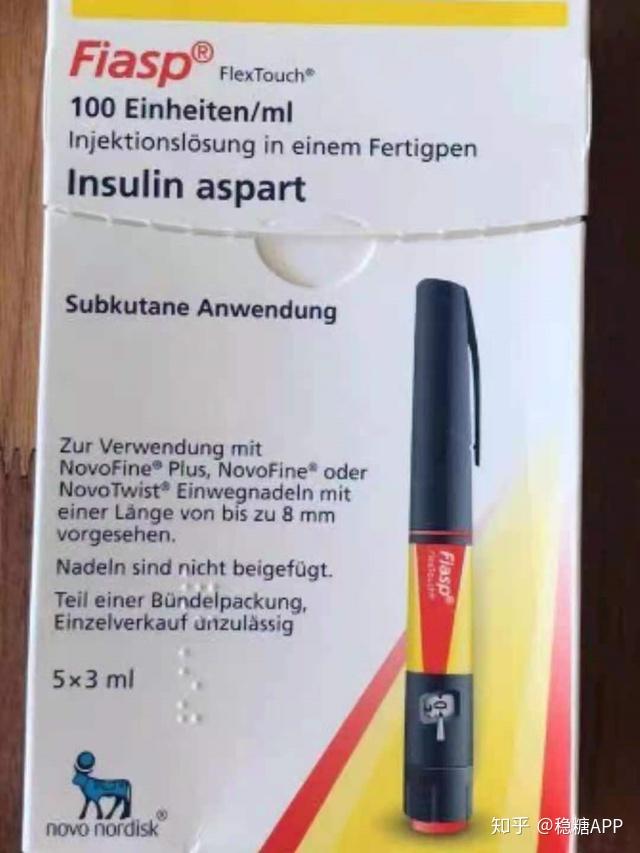 Fiasp® FlexTouch®
100 Einheiten/ml
Injektionslösung in einem Fertigpen
Insulin aspart
Subkutane Anwendung
Zur Verwendung mit
NovoFine® Plus, NovoFine® oder
NovoTwist® Einwegnadeln mit
einer Länge von bis zu 8 mm
vorgesehen.
Nadeln sind nicht beigefügt.
Teil einer Bündelpackung,
Einzelverkauf unzulässig
5×3 ml
Fiasp®
FlexTouch®
0
novo nordisk®
知乎 @稳糖APP